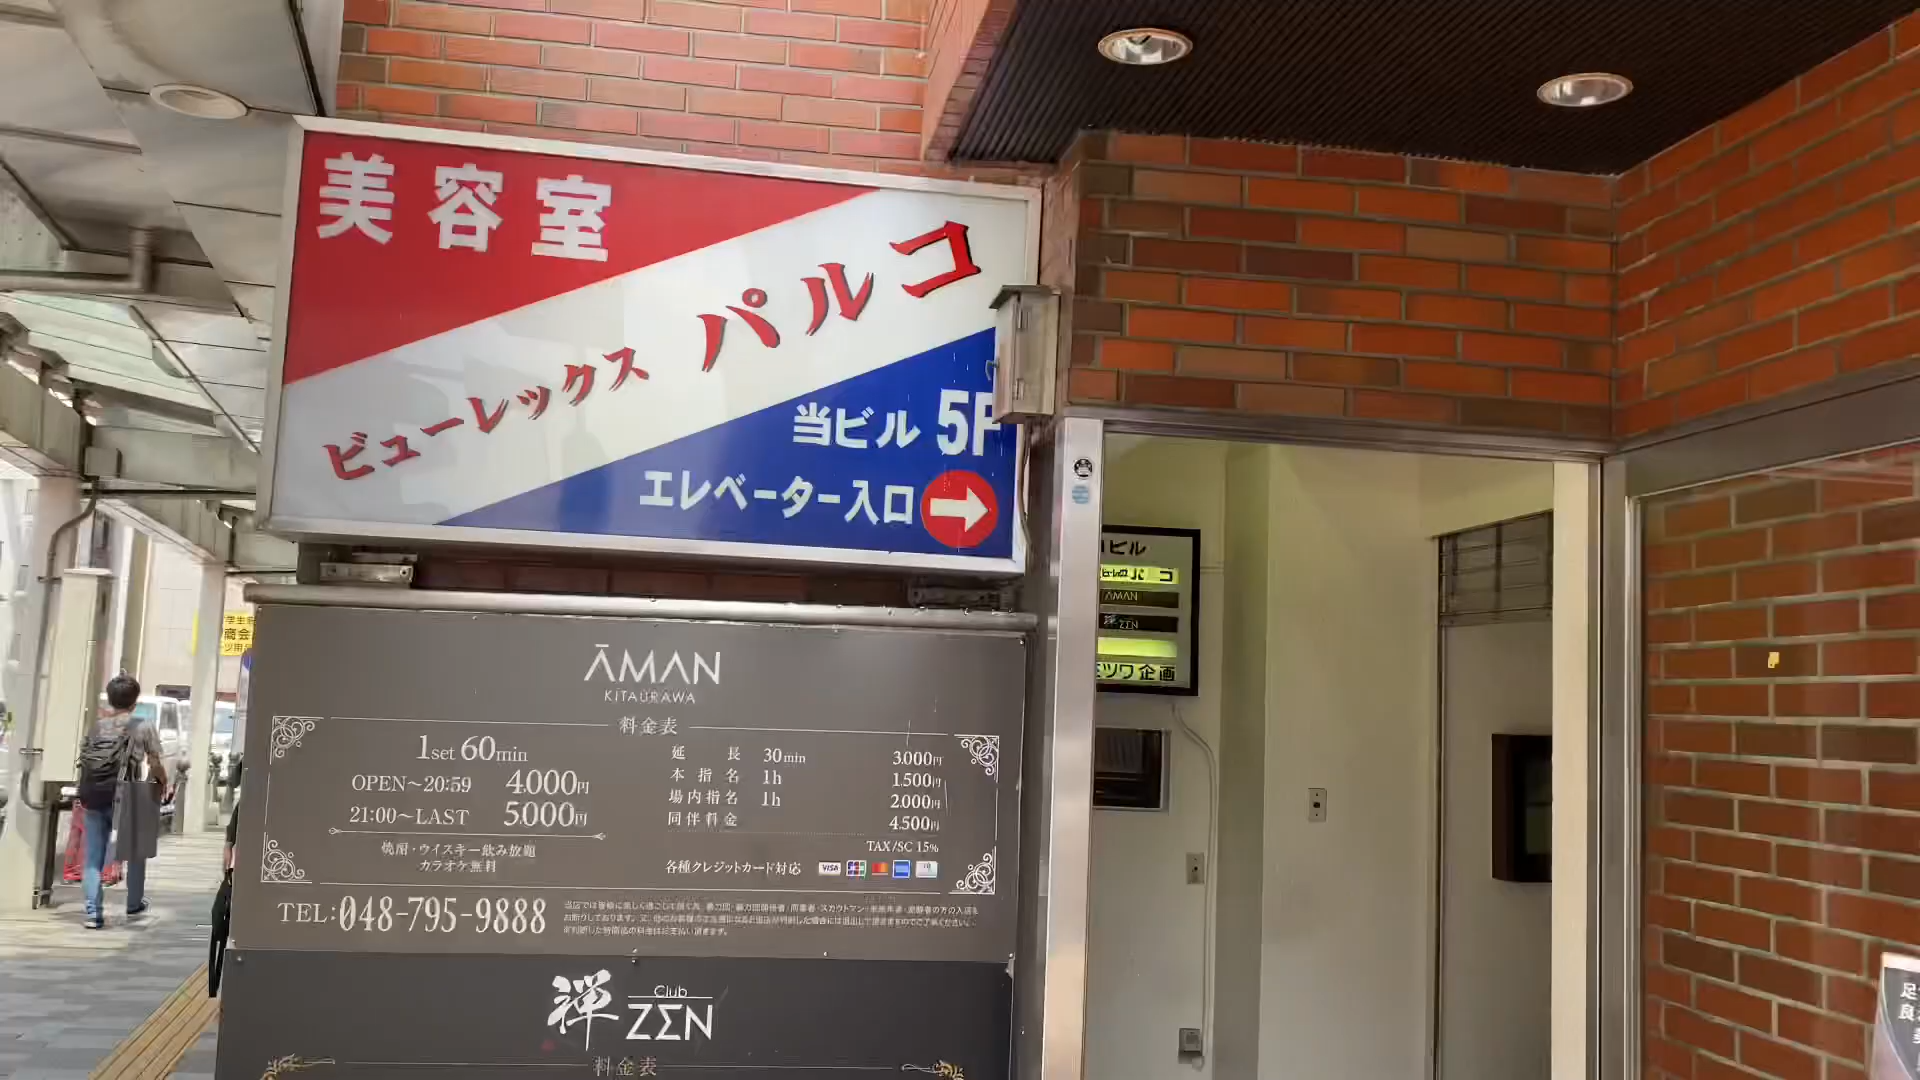 美容室
ビューレックス パルコ
当ビル 5F
エレベーター入口
ビル
パルコ
AMAN
禅 ZEN
ミツワ企画
ĀMAN
KITAURAWA
料金表
1set 60min
OPEN～20:59 4.000円
21:00～LAST 5.000円
焼酎・ウイスキー飲み放題
カラオケ無料
延長 30min 3.000円
本指名 1h 1.500円
場内指名 1h 2.000円
同伴料金 4.500円
TAX/SC 15%
各種クレジットカード対応
VISA JCB
TEL:048-795-9888
禅 Club ZΣN
料金表